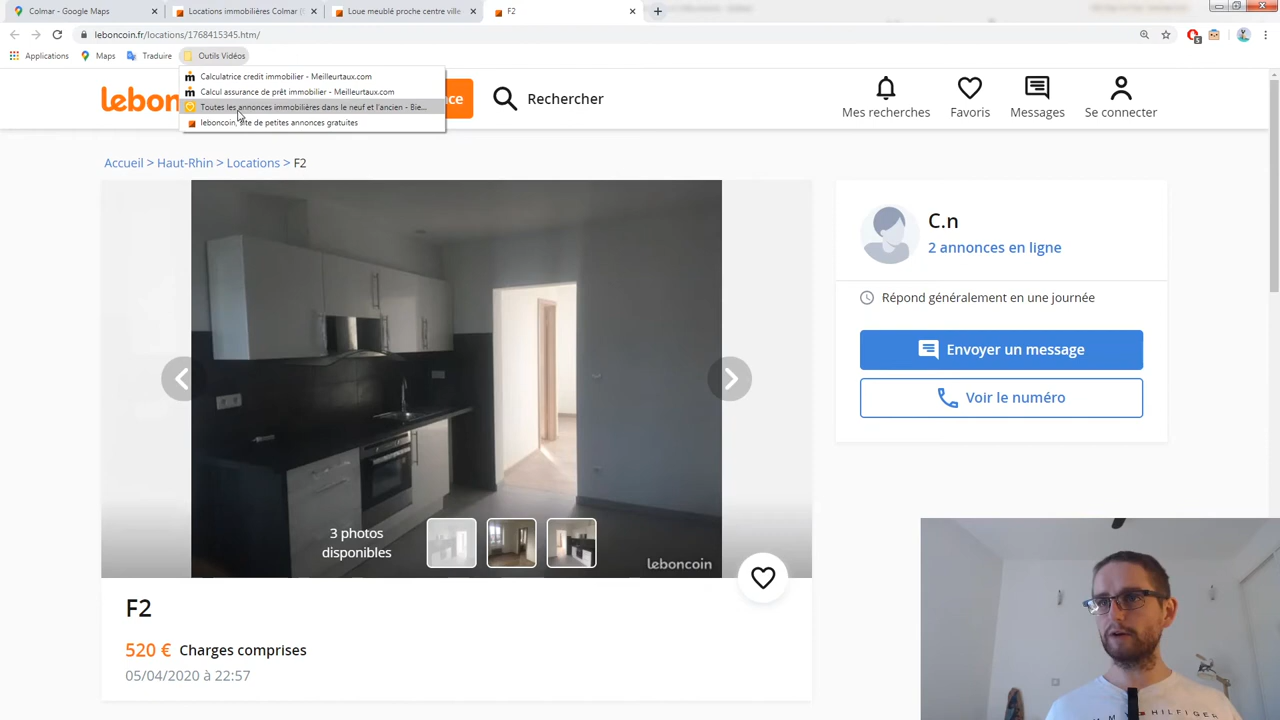 Colmar - Google Maps
Locations immobilières Colmar (
Loue meublé proche centre ville
F2
leboncoin.fr/locations/1768415345.htm/
Applications
Maps
Traduire
Outils Vidéos
Calculatrice credit immobilier - Meilleurtaux.com
Calcul assurance de prêt immobilier - Meilleurtaux.com
Toutes les annonces immobilières dans le neuf et l'ancien - Bie...
leboncoin, site de petites annonces gratuites
lebon
ce
Rechercher
Mes recherches
Favoris
Messages
Se connecter
Accueil > Haut-Rhin > Locations > F2
3 photos
disponibles
leboncoin
F2
520 € Charges comprises
05/04/2020 à 22:57
C.n
2 annonces en ligne
Répond généralement en une journée
Envoyer un message
Voir le numéro
HILFIGER